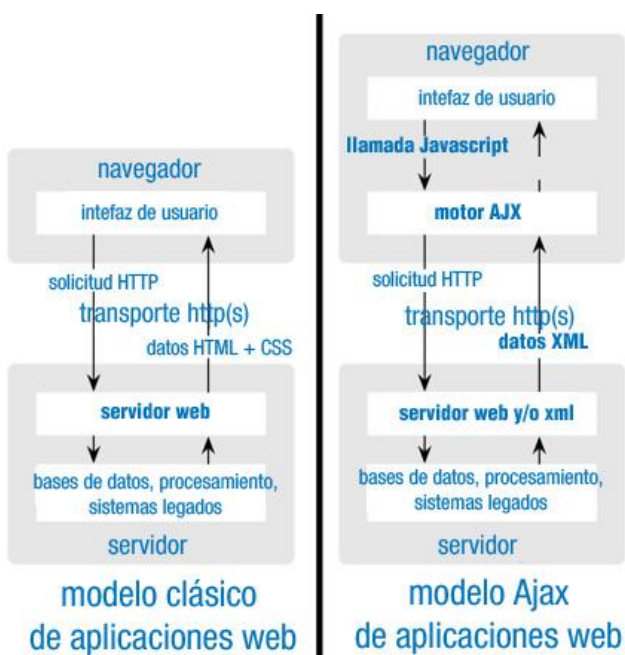 navegador
intefaz de usuario
solicitud HTTP
transporte http(s)
datos HTML + CSS
servidor web
bases de datos, procesamiento,
sistemas legados
servidor
modelo clásico
de aplicaciones web
navegador
intefaz de usuario
llamada Javascript
motor AJX
solicitud HTTP
transporte http(s)
datos XML
servidor web y/o xml
bases de datos, procesamiento,
sistemas legados
servidor
modelo Ajax
de aplicaciones web